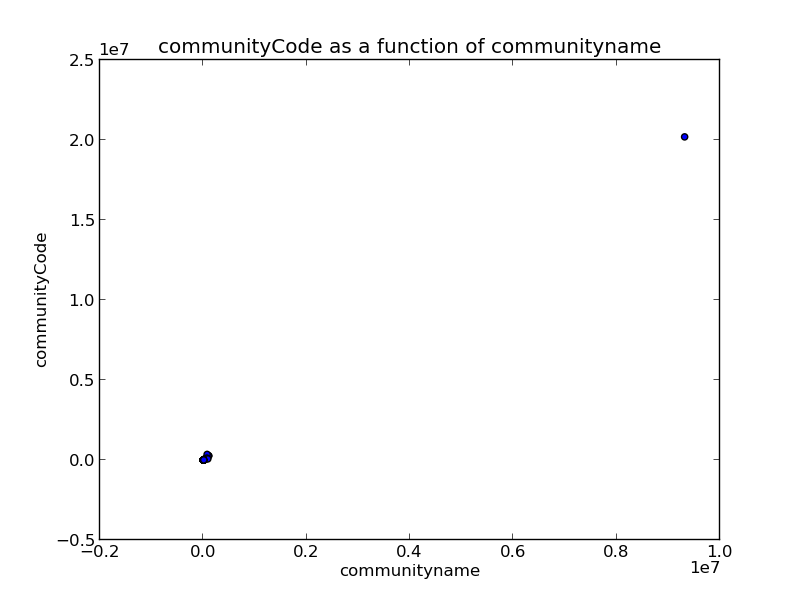 communityCode as a function of communityname
1e7
2.5
2.0
1.5
1.0
0.5
0.0
−0.5
communityCode
−0.2
0.0
0.2
0.4
0.6
0.8
1.0
1e7
communityname